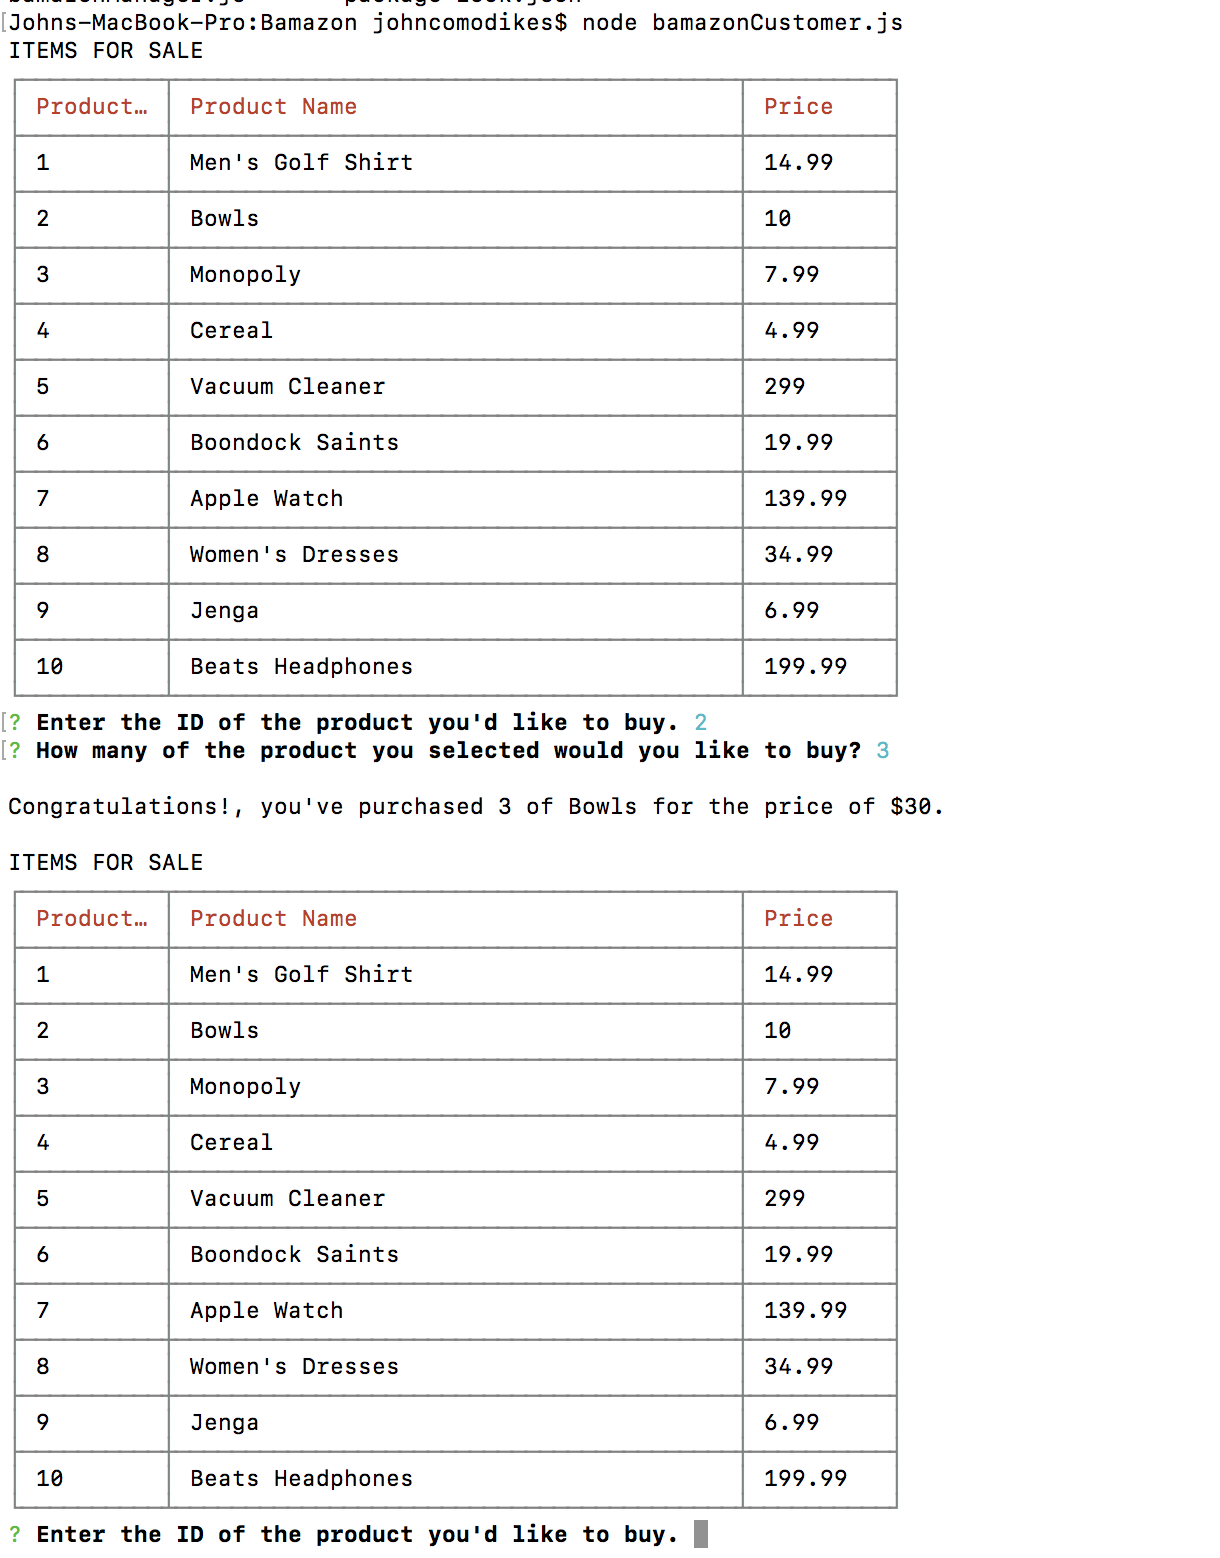 Johns-MacBook-Pro:Bamazon johncomodikes$ node bamazonCustomer.js
ITEMS FOR SALE
Product… Product Name Price
1 Men's Golf Shirt 14.99
2 Bowls 10
3 Monopoly 7.99
4 Cereal 4.99
5 Vacuum Cleaner 299
6 Boondock Saints 19.99
7 Apple Watch 139.99
8 Women's Dresses 34.99
9 Jenga 6.99
10 Beats Headphones 199.99
? Enter the ID of the product you'd like to buy. 2
? How many of the product you selected would you like to buy? 3
Congratulations!, you've purchased 3 of Bowls for the price of $30.
ITEMS FOR SALE
Product… Product Name Price
1 Men's Golf Shirt 14.99
2 Bowls 10
3 Monopoly 7.99
4 Cereal 4.99
5 Vacuum Cleaner 299
6 Boondock Saints 19.99
7 Apple Watch 139.99
8 Women's Dresses 34.99
9 Jenga 6.99
10 Beats Headphones 199.99
? Enter the ID of the product you'd like to buy.